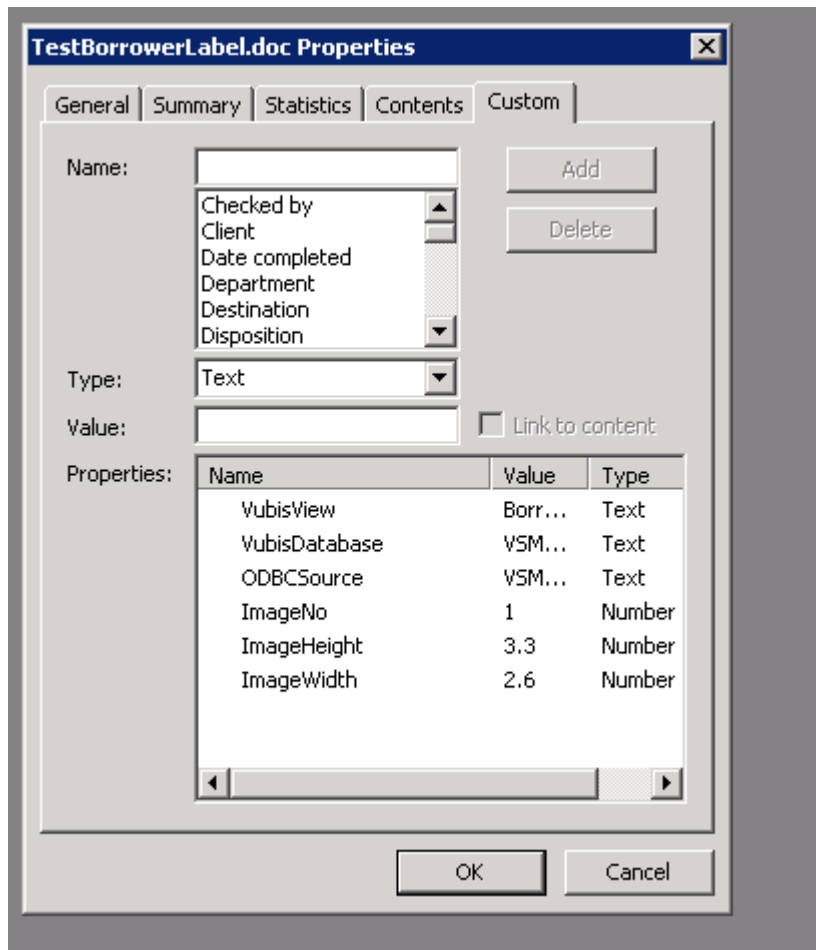 TestBorrowerLabel.doc Properties
General Summary Statistics Contents Custom
Name:
Add
Checked by
Client
Delete
Date completed
Department
Destination
Disposition
Type: Text
Value: Link to content
Properties: Name Value Type
VubisView Borr... Text
VubisDatabase VSM... Text
ODBCSource VSM... Text
ImageNo 1 Number
ImageHeight 3.3 Number
ImageWidth 2.6 Number
OK Cancel